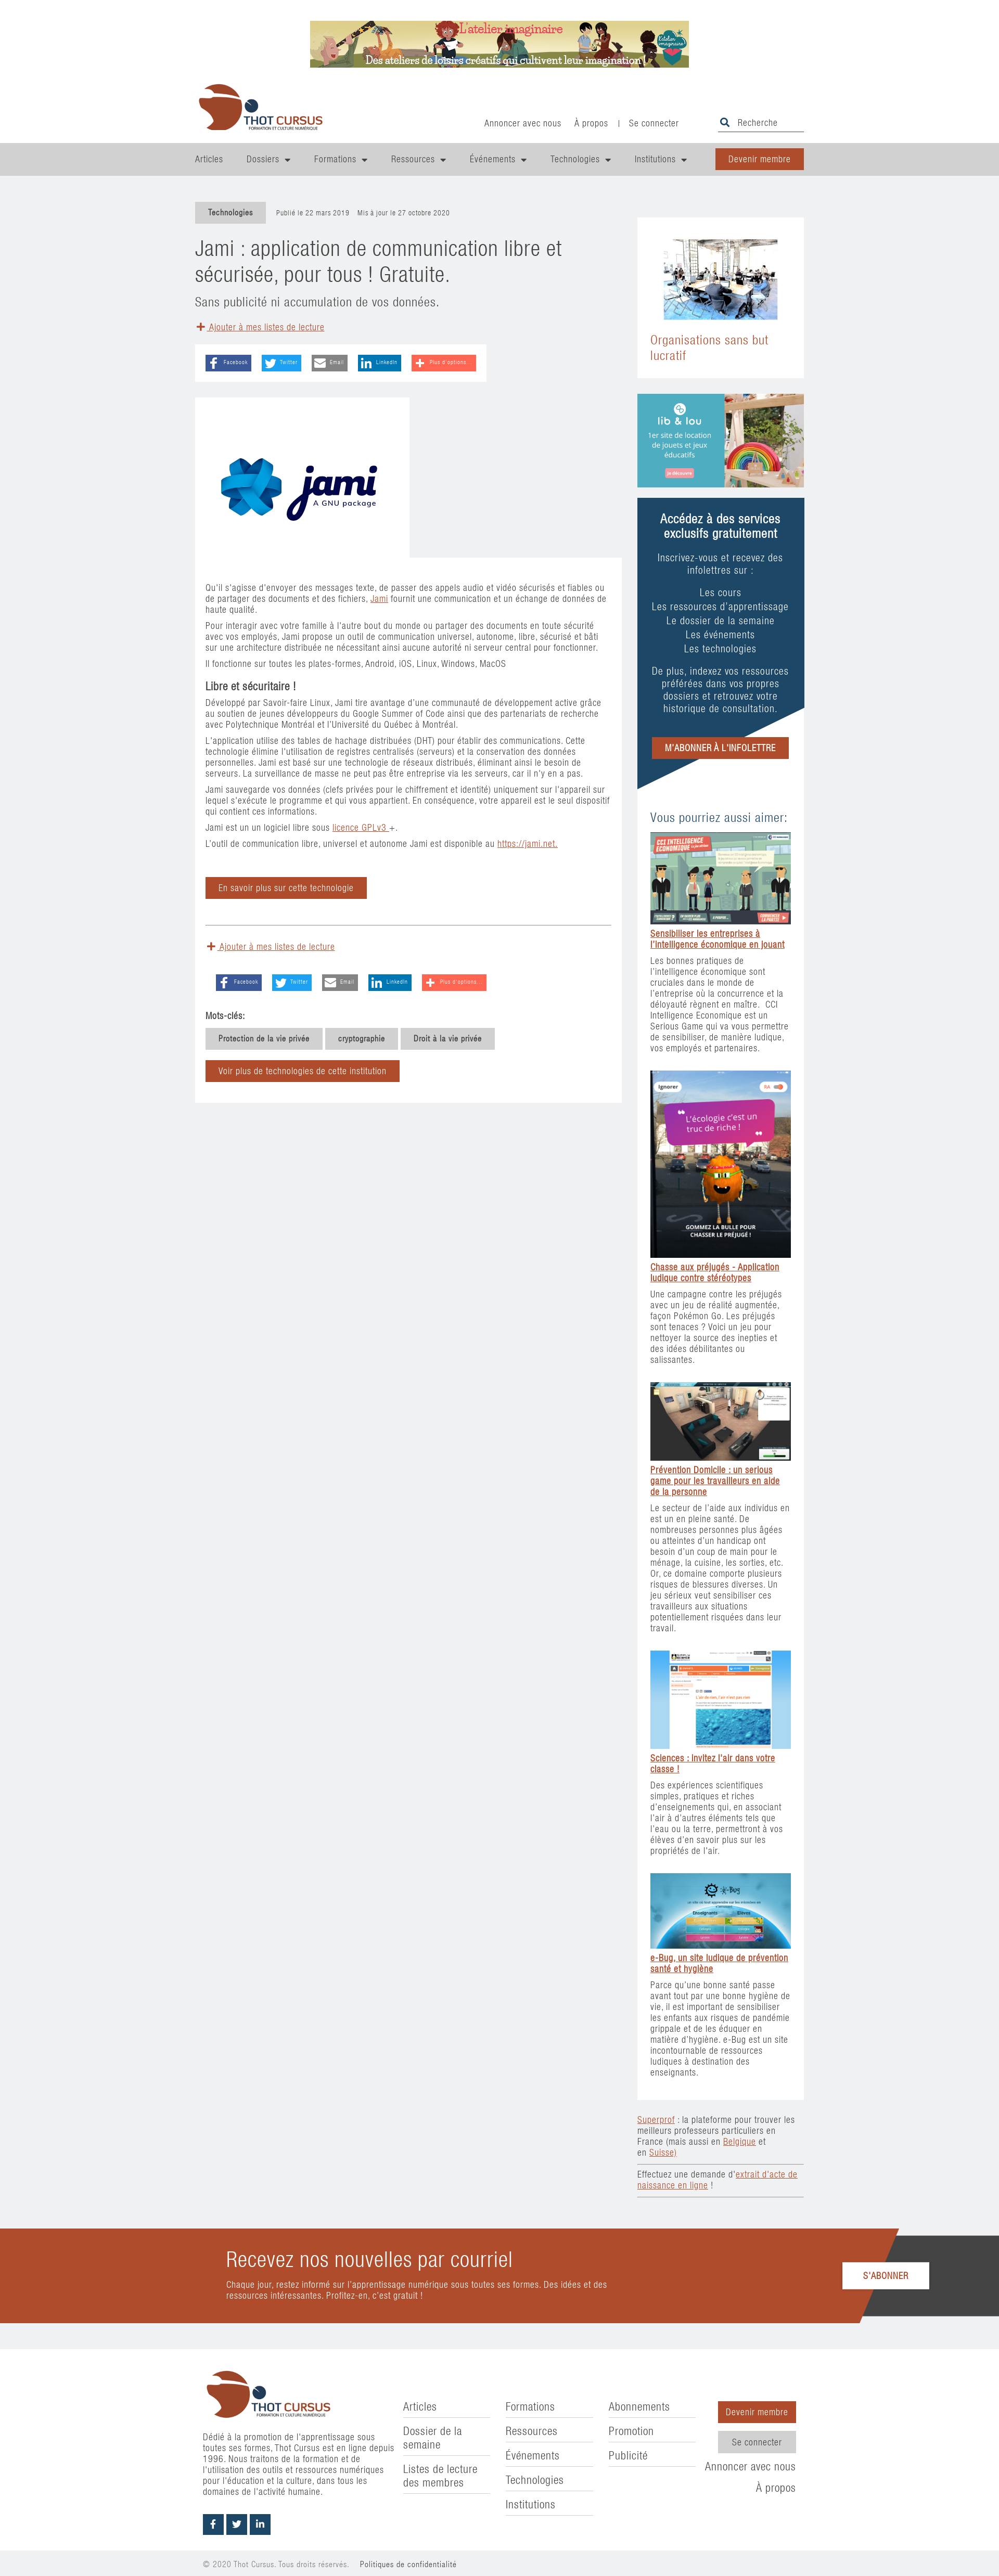 L'atelier imaginaire
Des ateliers de loisirs créatifs qui cultivent leur imagination !
L'atelier imaginaire
THOT CURSUS
FORMATION ET CULTURE NUMÉRIQUE
Annoncer avec nous
À propos
|
Se connecter
Recherche
Articles
Dossiers
Formations
Ressources
Événements
Technologies
Institutions
Devenir membre
Technologies
Publié le 22 mars 2019 Mis à jour le 27 octobre 2020
Jami : application de communication libre et
sécurisée, pour tous ! Gratuite.
Sans publicité ni accumulation de vos données.
Ajouter à mes listes de lecture
Facebook
Twitter
Email
LinkedIn
Plus d'options...
jami
A GNU package
Qu'il s'agisse d'envoyer des messages texte, de passer des appels audio et vidéo sécurisés et fiables ou
de partager des documents et des fichiers, Jami fournit une communication et un échange de données de
haute qualité.
Pour interagir avec votre famille à l'autre bout du monde ou partager des documents en toute sécurité
avec vos employés, Jami propose un outil de communication universel, autonome, libre, sécurisé et bâti
sur une architecture distribuée ne nécessitant ainsi aucune autorité ni serveur central pour fonctionner.
Il fonctionne sur toutes les plates-formes, Android, iOS, Linux, Windows, MacOS
Libre et sécuritaire !
Développé par Savoir-faire Linux, Jami tire avantage d'une communauté de développement active grâce
au soutien de jeunes développeurs du Google Summer of Code ainsi que des partenariats de recherche
avec Polytechnique Montréal et l'Université du Québec à Montréal.
L'application utilise des tables de hachage distribuées (DHT) pour établir des communications. Cette
technologie élimine l'utilisation de registres centralisés (serveurs) et la conservation des données
personnelles. Jami est basé sur une technologie de réseaux distribués, éliminant ainsi le besoin de
serveurs. La surveillance de masse ne peut pas être entreprise via les serveurs, car il n'y en a pas.
Jami sauvegarde vos données (clefs privées pour le chiffrement et identité) uniquement sur l'appareil sur
lequel s'exécute le programme et qui vous appartient. En conséquence, votre appareil est le seul dispositif
qui contient ces informations.
Jami est un un logiciel libre sous licence GPLv3 +.
L'outil de communication libre, universel et autonome Jami est disponible au https://jami.net.
En savoir plus sur cette technologie
Ajouter à mes listes de lecture
Facebook
Twitter
Email
LinkedIn
Plus d'options...
Mots-clés:
Protection de la vie privée
cryptographie
Droit à la vie privée
Voir plus de technologies de cette institution
Organisations sans but
lucratif
lib & lou
1er site de location
de jouets et jeux
éducatifs
je découvre
Accédez à des services
exclusifs gratuitement
Inscrivez-vous et recevez des
infolettres sur :
Les cours
Les ressources d'apprentissage
Le dossier de la semaine
Les événements
Les technologies
De plus, indexez vos ressources
préférées dans vos propres
dossiers et retrouvez votre
historique de consultation.
M'ABONNER À L'INFOLETTRE
Vous pourriez aussi aimer:
CCI INTELLIGENCE
ÉCONOMIQUE
Sensibiliser les entreprises à
l'intelligence économique en jouant
Les bonnes pratiques de
l'intelligence économique sont
cruciales dans le monde de
l'entreprise où la concurrence et la
déloyauté règnent en maître. CCI
Intelligence Economique est un
Serious Game qui va vous permettre
de sensibiliser, de manière ludique,
vos employés et partenaires.
Ignorer
RA
L'écologie c'est un
truc de riche !
GOMMEZ LA BULLE POUR
CHASSER LE PRÉJUGÉ !
Chasse aux préjugés - Application
ludique contre stéréotypes
Une campagne contre les préjugés
avec un jeu de réalité augmentée,
façon Pokémon Go. Les préjugés
sont tenaces ? Voici un jeu pour
nettoyer la source des inepties et
des idées débilitantes ou
salissantes.
Prévention Domicile : un serious
game pour les travailleurs en aide
de la personne
Le secteur de l'aide aux individus en
est un en pleine santé. De
nombreuses personnes plus âgées
ou atteintes d'un handicap ont
besoin d'un coup de main pour le
ménage, la cuisine, les sorties, etc.
Or, ce domaine comporte plusieurs
risques de blessures diverses. Un
jeu sérieux veut sensibiliser ces
travailleurs aux situations
potentiellement risquées dans leur
travail.
L'air de rien, l'air n'est pas rien
Sciences : invitez l'air dans votre
classe !
Des expériences scientifiques
simples, pratiques et riches
d'enseignements qui, en associant
l'air à d'autres éléments tels que
l'eau ou la terre, permettront à vos
élèves d'en savoir plus sur les
propriétés de l'air.
e-Bug
Enseignants
Élèves
e-Bug, un site ludique de prévention
santé et hygiène
Parce qu'une bonne santé passe
avant tout par une bonne hygiène de
vie, il est important de sensibiliser
les enfants aux risques de pandémie
grippale et de les éduquer en
matière d'hygiène. e-Bug est un site
incontournable de ressources
ludiques à destination des
enseignants.
Superprof : la plateforme pour trouver les
meilleurs professeurs particuliers en
France (mais aussi en Belgique et
en Suisse)
Effectuez une demande d'extrait d'acte de
naissance en ligne !
Recevez nos nouvelles par courriel
Chaque jour, restez informé sur l'apprentissage numérique sous toutes ses formes. Des idées et des
ressources intéressantes. Profitez-en, c'est gratuit !
S'ABONNER
THOT CURSUS
FORMATION ET CULTURE NUMÉRIQUE
Dédié à la promotion de l'apprentissage sous
toutes ses formes, Thot Cursus est en ligne depuis
1996. Nous traitons de la formation et de
l'utilisation des outils et ressources numériques
pour l'éducation et la culture, dans tous les
domaines de l'activité humaine.
Articles
Dossier de la
semaine
Listes de lecture
des membres
Formations
Ressources
Événements
Technologies
Institutions
Abonnements
Promotion
Publicité
Devenir membre
Se connecter
Annoncer avec nous
À propos
© 2020 Thot Cursus. Tous droits réservés. Politiques de confidentialité